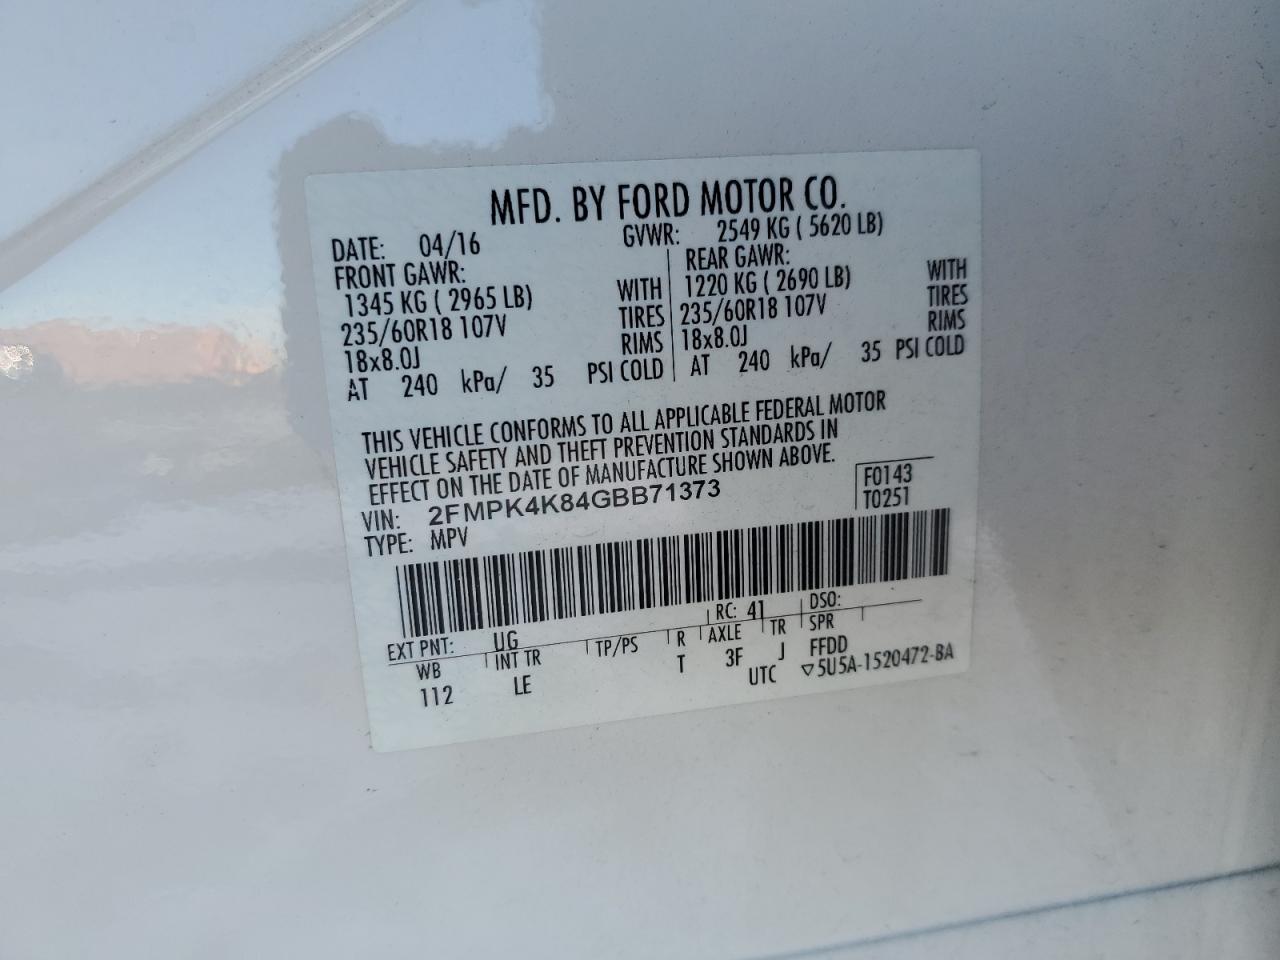 MFD. BY FORD MOTOR CO.
DATE: 04/16 GVWR: 2549 KG ( 5620 LB)
FRONT GAWR:
1345 KG ( 2965 LB) WITH
235/60R18 107V TIRES
18x8.0J RIMS
AT 240 kPa/ 35 PSI COLD
REAR GAWR:
1220 KG ( 2690 LB) WITH
235/60R18 107V TIRES
18x8.0J RIMS
AT 240 kPa/ 35 PSI COLD
THIS VEHICLE CONFORMS TO ALL APPLICABLE FEDERAL MOTOR
VEHICLE SAFETY AND THEFT PREVENTION STANDARDS IN
EFFECT ON THE DATE OF MANUFACTURE SHOWN ABOVE.
VIN: 2FMPK4K84GBB71373
TYPE: MPV
F0143
T0251
EXT PNT: UG RC: 41 DSO:
WB INT TR TP/PS R AXLE TR SPR
112 LE T 3F J FFDD
UTC ▽5U5A-1520472-BA